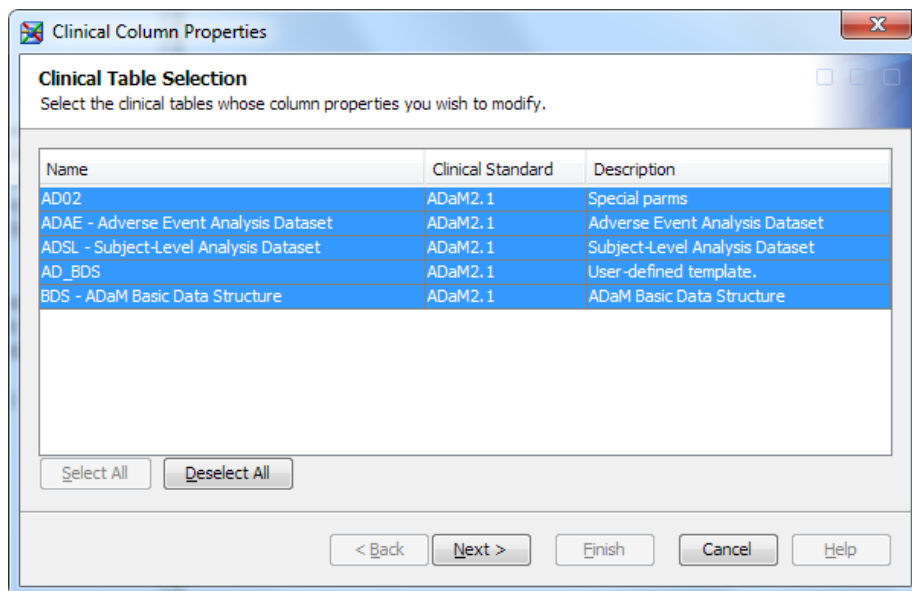 Clinical Column Properties
Clinical Table Selection
Select the clinical tables whose column properties you wish to modify.
Name Clinical Standard Description
AD02 ADaM2.1 Special parms
ADAE - Adverse Event Analysis Dataset ADaM2.1 Adverse Event Analysis Dataset
ADSL - Subject-Level Analysis Dataset ADaM2.1 Subject-Level Analysis Dataset
AD_BDS ADaM2.1 User-defined template.
BDS - ADaM Basic Data Structure ADaM2.1 ADaM Basic Data Structure
Select All Deselect All
< Back Next > Finish Cancel Help